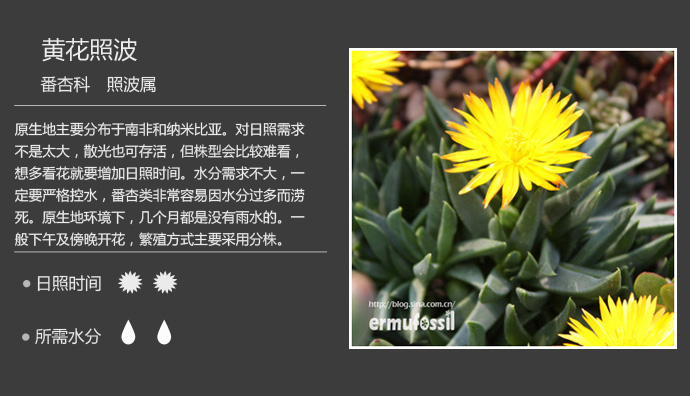 黄花照波
番杏科 照波属
原生地主要分布于南非和纳米比亚。对日照需求
不是太大，散光也可存活，但株型会比较难看，
想多看花就要增加日照时间。水分需求不大，一
定要严格控水，番杏类非常容易因水分过多而涝
死。原生地环境下，几个月都是没有雨水的。一
般下午及傍晚开花，繁殖方式主要采用分株。
日照时间
所需水分
http://blog.sina.com.cn/
ermufossil